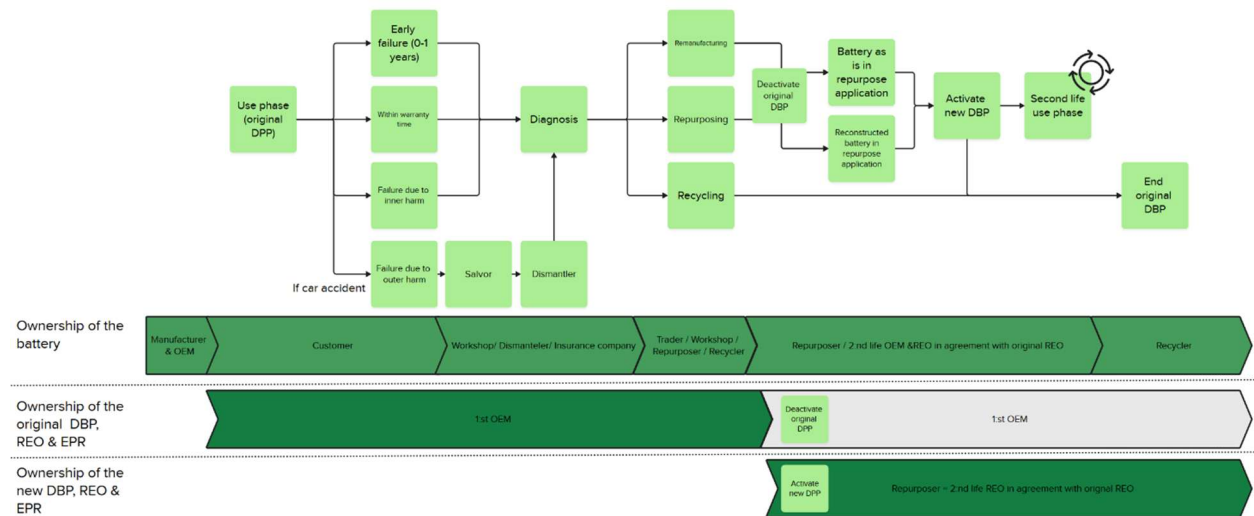 Early
failure (0-1
years)
Use phase
(original
DPP)
Within warranty
time
Failure due to
inner harm
If car accident
Failure due to
outer harm
Salvor
Dismantler
Diagnosis
Remanufacturing
Repurposing
Recycling
Deactivate
original
DBP
Battery as
is in
repurpose
application
Reconstructed
battery in
repurpose
application
Activate
new DBP
Second life
use phase
End
original
DBP
Ownership of the
battery
Manufacturer
& OEM
Customer
Workshop/ Dismanteler/ Insurance company
Trader / Workshop /
Repurposer / Recycler
Repurposer / 2:nd life OEM &REO in agreement with original REO
Recycler
Ownership of the
original DBP,
REO & EPR
1:st OEM
Deactivate
original
DPP
1:st OEM
Ownership of the
new DBP, REO &
EPR
Activate
new DPP
Repurposer = 2:nd life REO in agreement with orignal REO